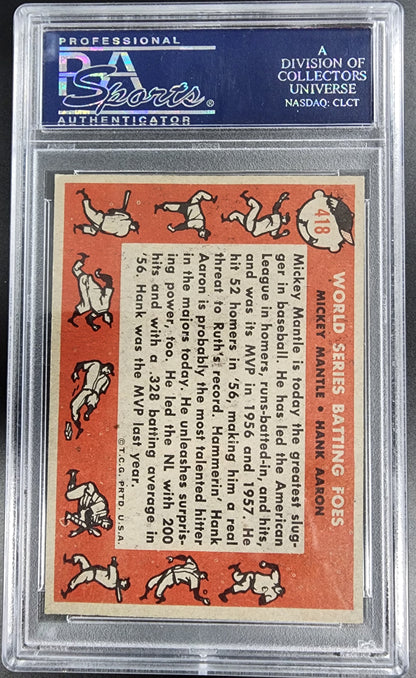 PROFESSIONAL
PSA
Sports®
AUTHENTICATOR
A
DIVISION OF
COLLECTORS
UNIVERSE
NASDAQ: CLCT
418
WORLD SERIES BATTING FOES
MICKEY MANTLE • HANK AARON
Mickey Mantle is today the greatest slug-
ger in baseball. He has led the American
League in homers, runs-batted-in, and hits,
and was its MVP in 1956 and 1957. He
hit 52 homers in '56, making him a real
threat to Ruth's record. Hammerin' Hank
Aaron is probably the most talented hitter
in the majors today. He unleashes surpris-
ing power, too. He led the NL with 200
hits and with a .328 batting average in
'56. Hank was the MVP last year.
© T.C.G. PRTD. U.S.A.